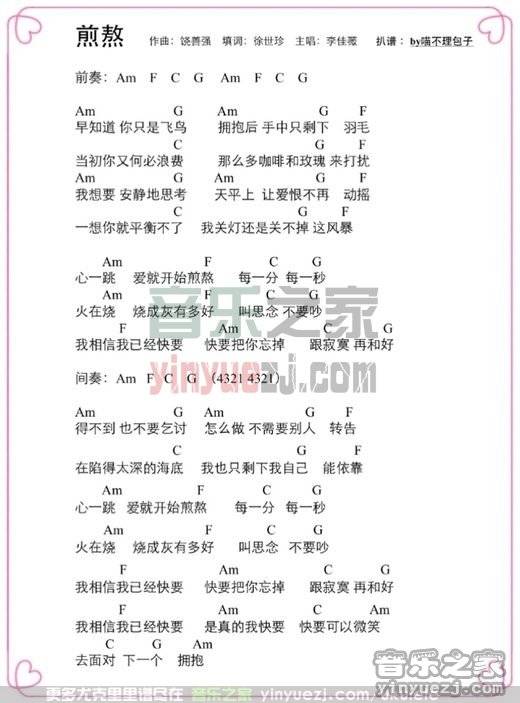 煎熬 作曲：饶善强 填词：徐世珍 主唱：李佳薇 扒谱：by喵不理包子
前奏：Am F C G Am F C G
Am G Am G F
早知道 你只是飞鸟 拥抱后 手中只剩下 羽毛
C G F
当初你又何必浪费 那么多咖啡和玫瑰 来打扰
Am G Am G F
我想要 安静地思考 天平上 让爱恨不再 动摇
C G F
一想你就平衡不了 我关灯还是关不掉 这风暴
Am F C G
心一跳 爱就开始煎熬 每一分 每一秒
Am F C G
火在烧 烧成灰有多好 叫思念 不要吵
F Am C G
我相信我已经快要 快要把你忘掉 跟寂寞 再和好
间奏：Am F C G （4321 4321）
Am G Am G F
得不到 也不要乞讨 怎么做 不需要别人 转告
C G F
在陷得太深的海底 我也只剩下我自己 能依靠
Am F C G
心一跳 爱就开始煎熬 每一分 每一秒
Am F C G
火在烧 烧成灰有多好 叫思念 不要吵
F Am C G
我相信我已经快要 快要把你忘掉 跟寂寞 再和好
F Am C Am
我相信我已经快要 是真的我快要 快要可以微笑
C G F
去面对 下一个 拥抱
音乐之家
yinyuezj.com
音乐之家
yinyuezj.com
更多尤克里里谱尽在 音乐之家 yinyuezj.com/ukulele